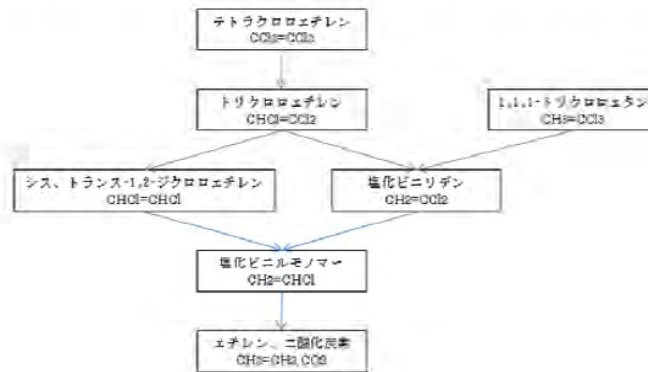 テトラクロロエチレン
CCl2=CCl2
トリクロロエチレン
CHCl=CCl2
1,1,1-トリクロロエタン
CH3=CCl3
シス、トランス-1,2-ジクロロエチレン
CHCl=CHCl
塩化ビニリデン
CH2=CCl2
塩化ビニルモノマー
CH2=CHCl
エチレン、二酸化炭素
CH2=CH2,CO2